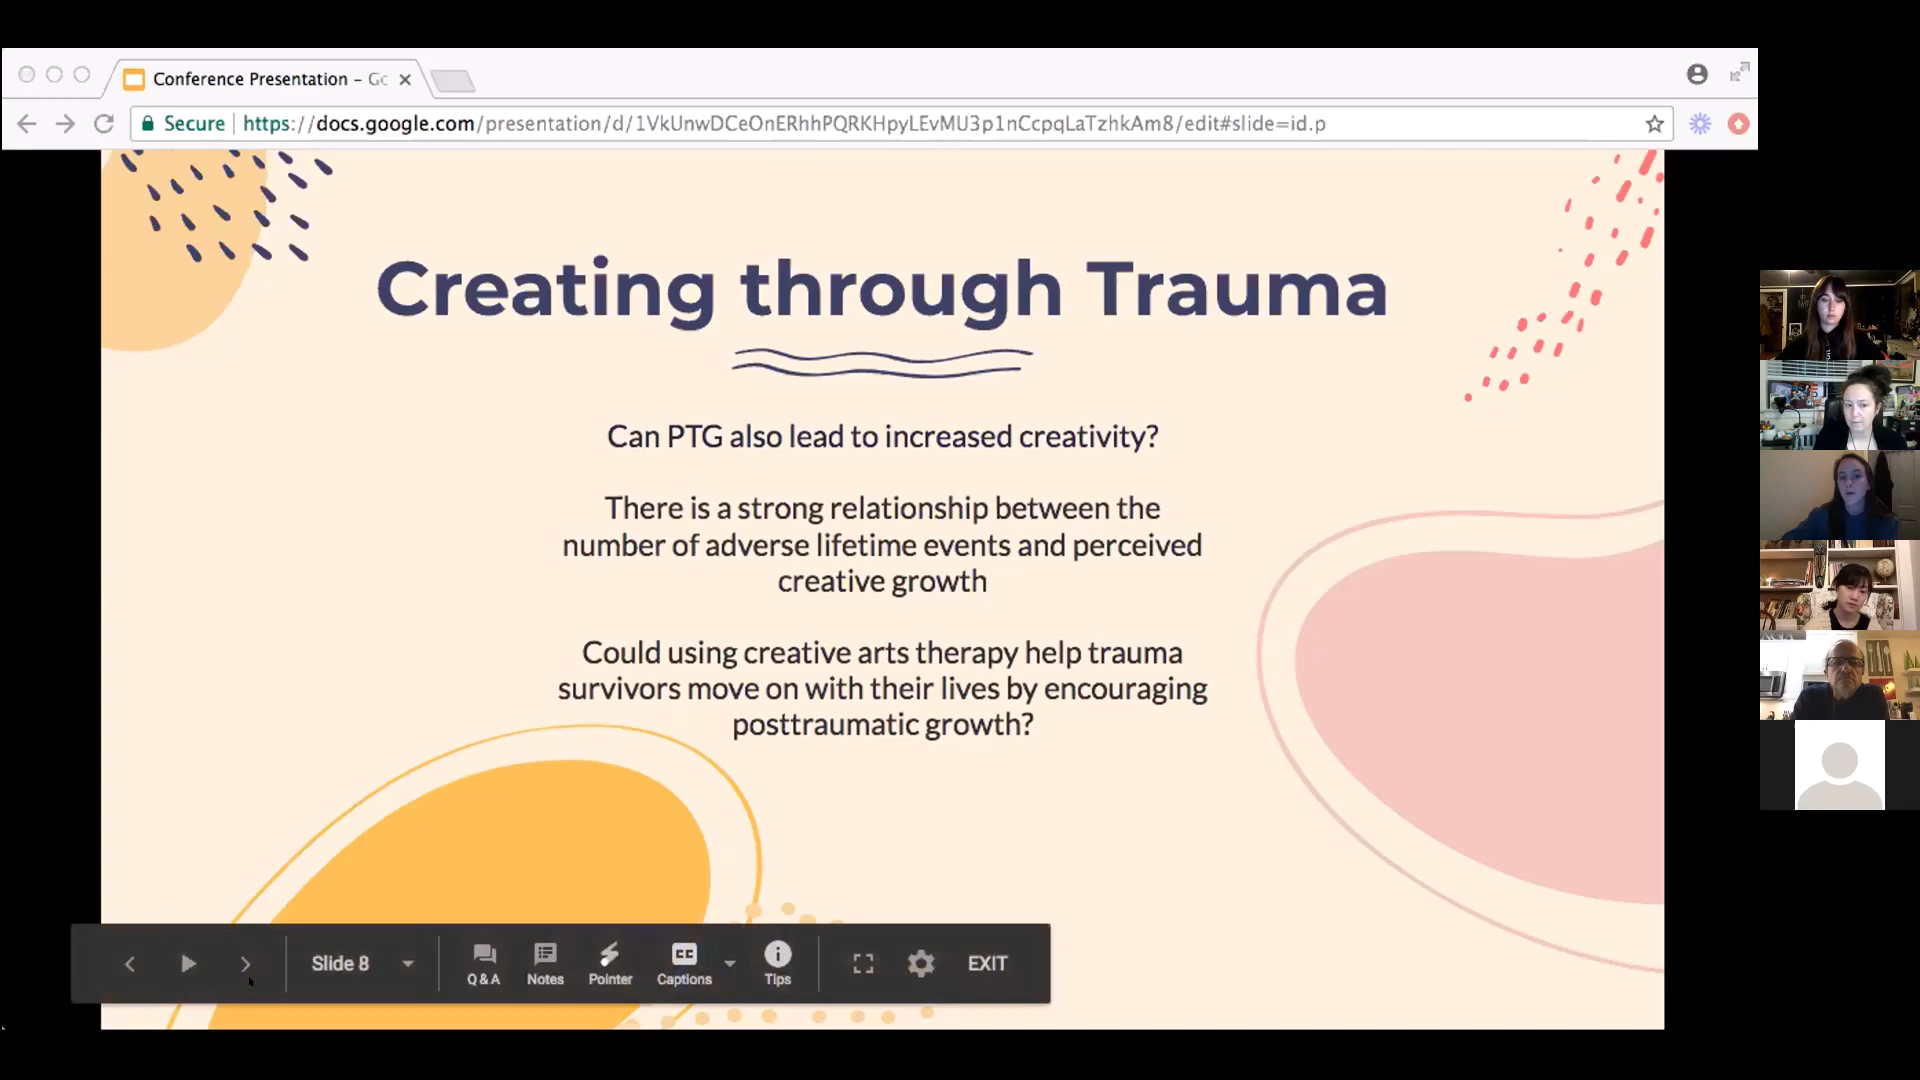 Conference Presentation - Gc
Secure https://docs.google.com/presentation/d/1VkUnwDCeOnERhhPQRKHpyLEvMU3p1nCcpqLaTzhkAm8/edit#slide=id.p
Creating through Trauma
Can PTG also lead to increased creativity?
There is a strong relationship between the
number of adverse lifetime events and perceived
creative growth
Could using creative arts therapy help trauma
survivors move on with their lives by encouraging
posttraumatic growth?
Slide 8
Q & A
Notes
Pointer
CC
Captions
Tips
EXIT